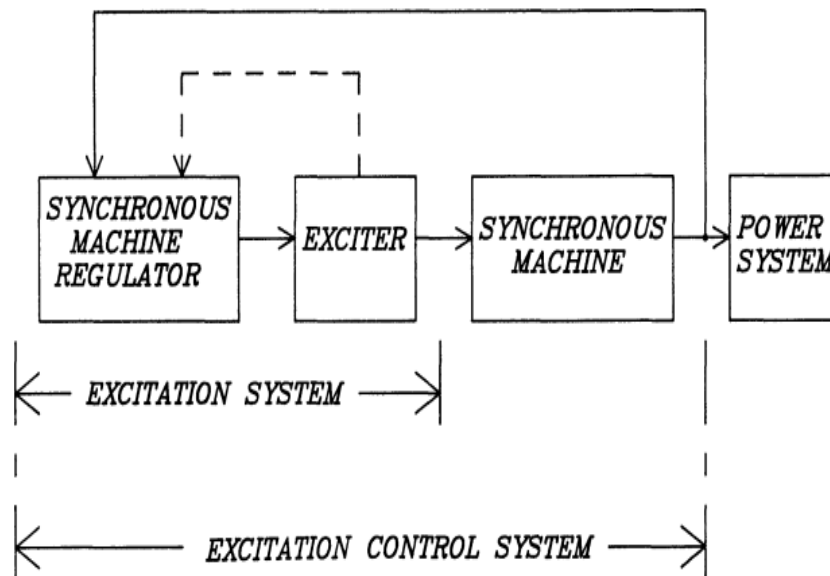 SYNCHRONOUS
MACHINE
REGULATOR
EXCITER
SYNCHRONOUS
MACHINE
POWER
SYSTEM
EXCITATION SYSTEM
EXCITATION CONTROL SYSTEM